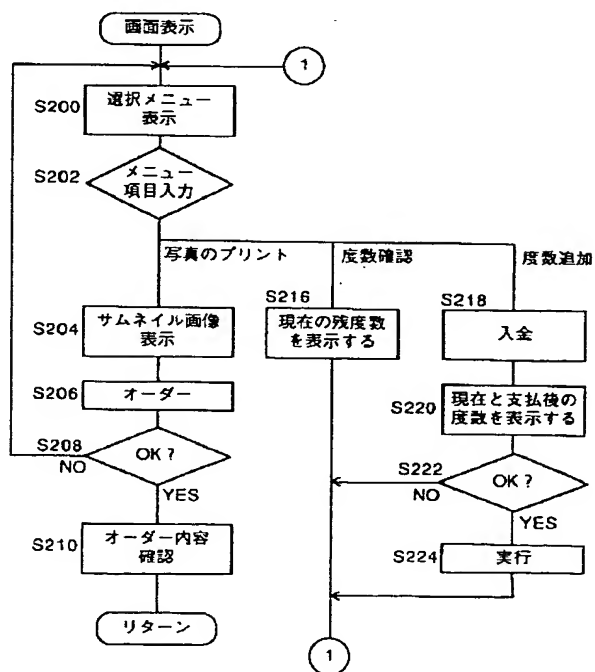 画面表示
1
S200
選択メニュー
表示
S202
メニュー
項目入力
写真のプリント
度数確認
度数追加
S204
サムネイル画像
表示
S216
現在の残度数
を表示する
S218
入金
S206
オーダー
S220
現在と支払後の
度数を表示する
S208
NO
OK?
YES
S222
NO
OK?
YES
S210
オーダー内容
確認
S224
実行
リターン
1